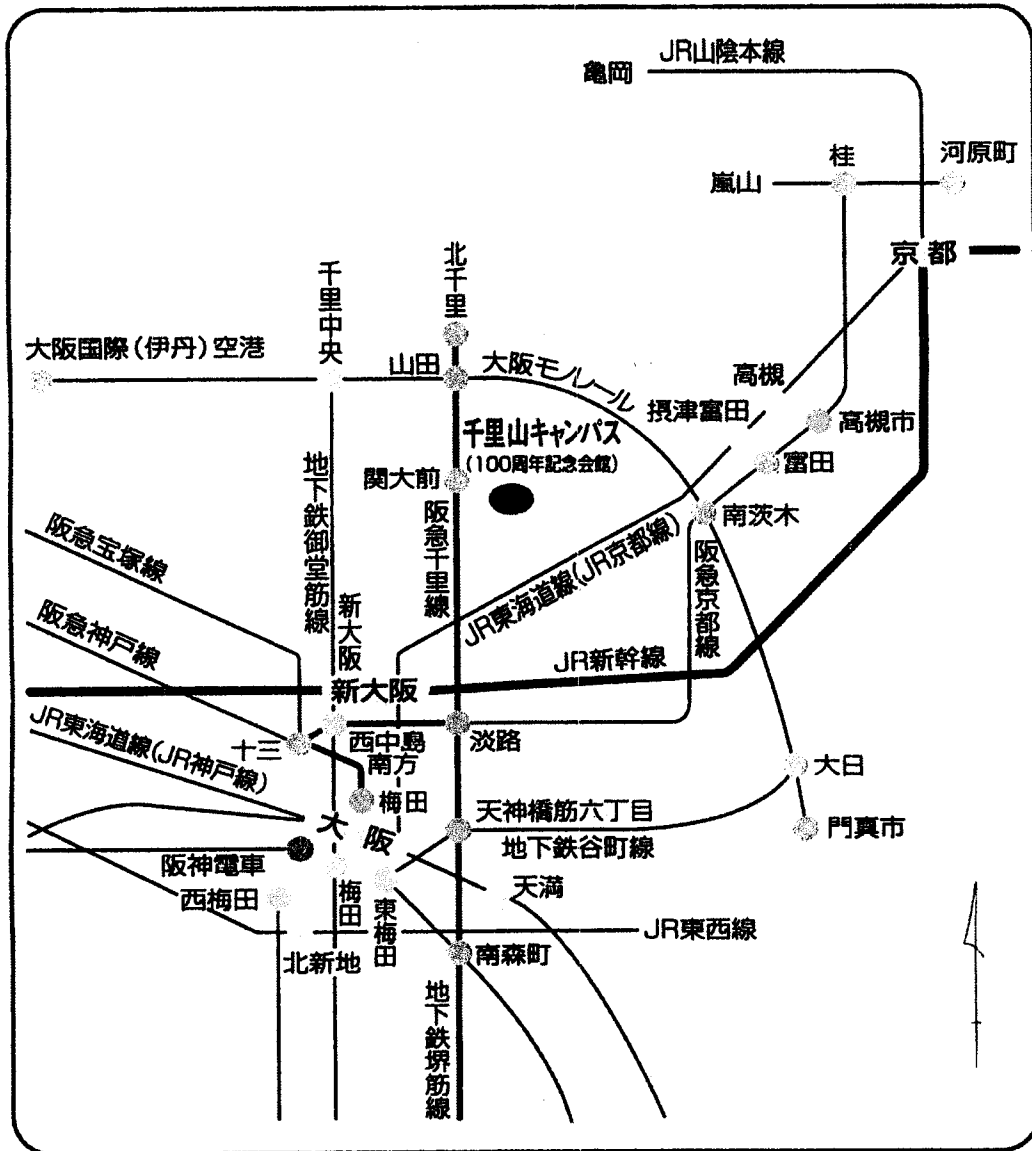 JR山陰本線
亀岡
桂
河原町
嵐山
京都
北千里
千里中央
大阪国際(伊丹)空港
山田
大阪モノレール
高槻
摂津富田
高槻市
千里山キャンパス
(100周年記念会館)
富田
関大前
南茨木
地下鉄御堂筋線
阪急千里線
阪急宝塚線
JR東海道線(JR京都線)
阪急京都線
新大阪
阪急神戸線
JR新幹線
新大阪
JR東海道線(JR神戸線)
十三
西中島
南方
淡路
大日
梅田
天神橋筋六丁目
門真市
大阪
地下鉄谷町線
阪神電車
西梅田
梅田
東梅田
天満
JR東西線
北新地
南森町
地下鉄堺筋線